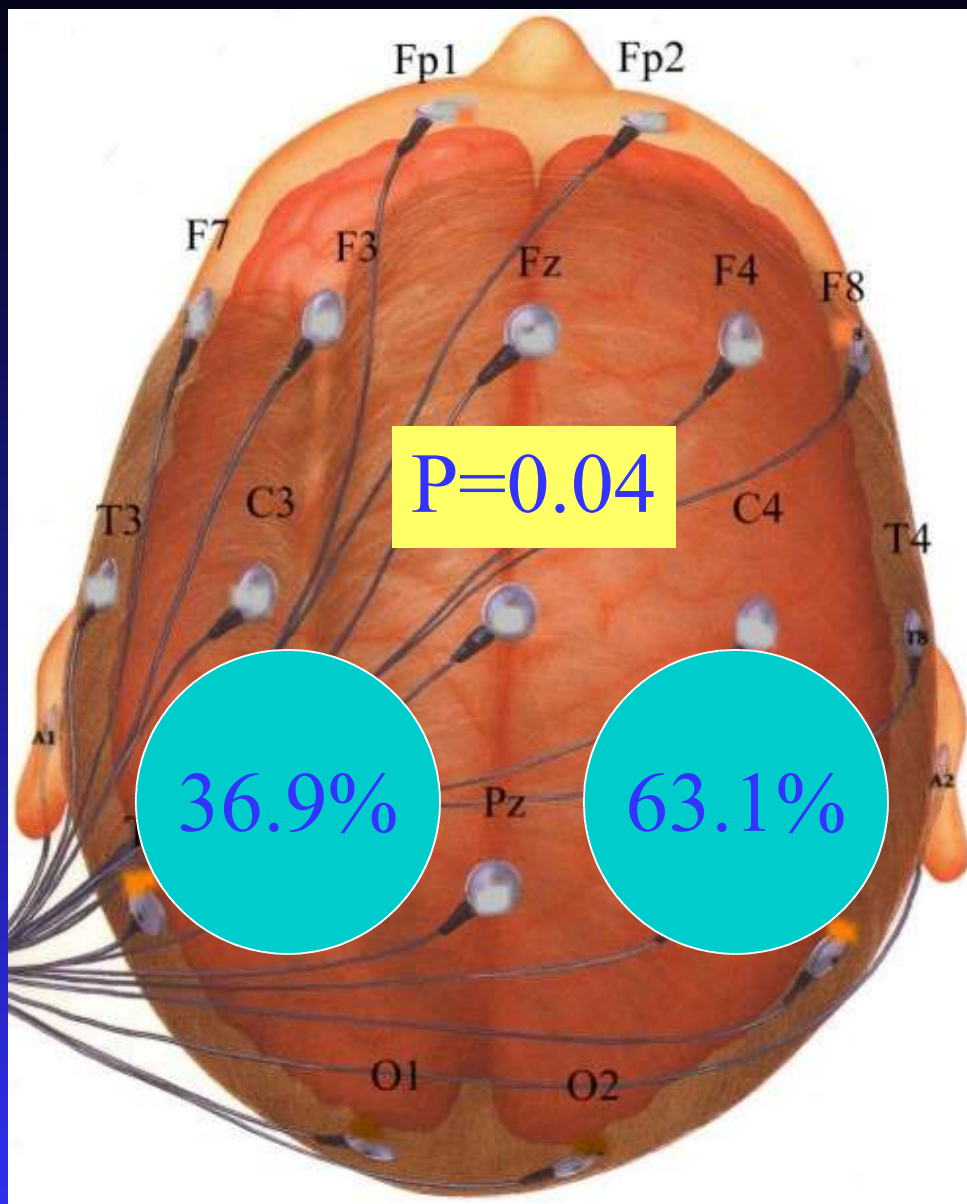 Fp1 Fp2
F7 F3 Fz F4 F8
P=0.04
T3 C3 C4 T4
T8
A1 A2
36.9% Pz 63.1%
O1 O2